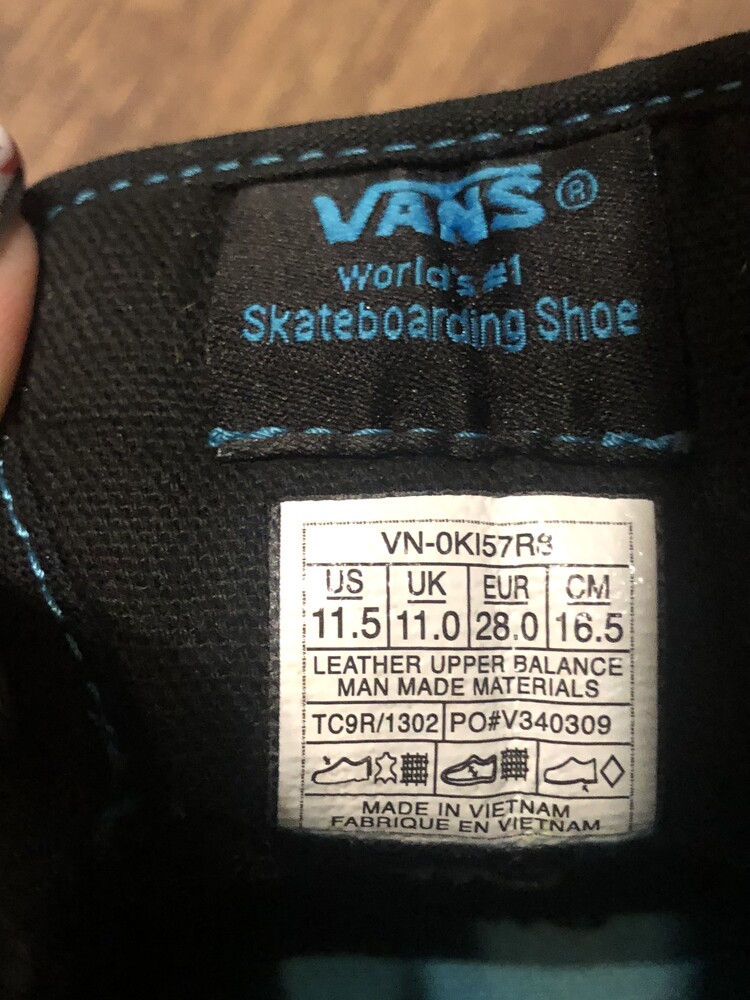 VANS®
World's #1
Skateboarding Shoe
VN-0KI57R8
US UK EUR CM
11.5 11.0 28.0 16.5
LEATHER UPPER BALANCE
MAN MADE MATERIALS
TC9R/1302 PO#V340309
MADE IN VIETNAM
FABRIQUE EN VIETNAM